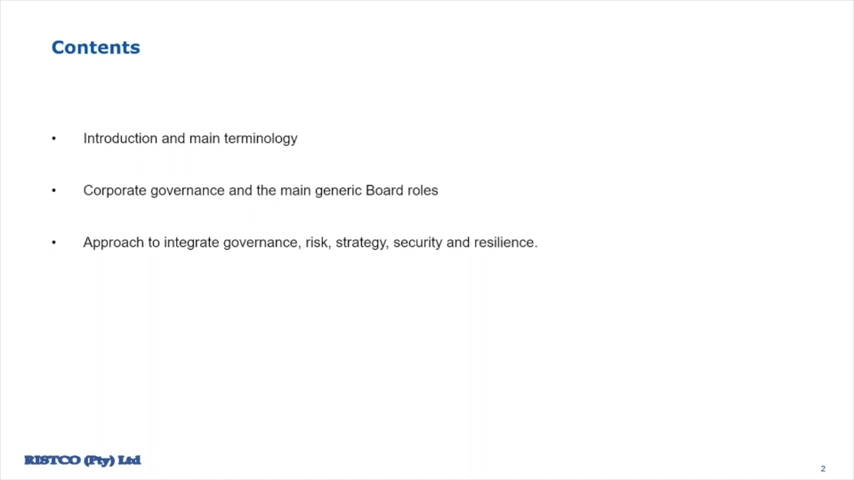 Contents
• Introduction and main terminology
• Corporate governance and the main generic Board roles
• Approach to integrate governance, risk, strategy, security and resilience.
RISTCO (Pty) Ltd
2